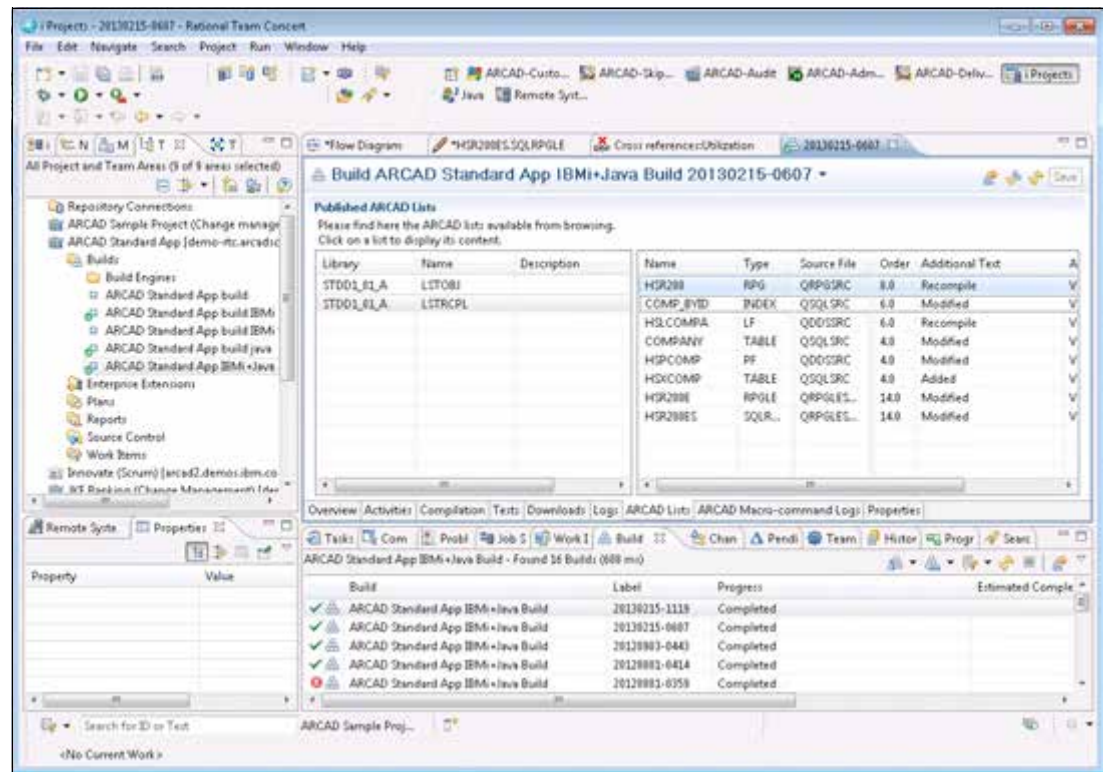 i Projects - 20130215-0607 - Rational Team Concert
File Edit Navigate Search Project Run Window Help
ARCAD-Custo... ARCAD-Skip... ARCAD-Audit ARCAD-Adm... ARCAD-Deliv... i Projects
Java Remote Syst...
N M T T
*Flow Diagram *HSR200ES.SQLRPGLE Cross references:Utilization 20130215-0607
All Project and Team Areas (9 of 9 areas selected)
Repository Connections
ARCAD Sample Project (Change manage
ARCAD Standard App [demo-rtc.arcadsc
Builds
Build Engines
ARCAD Standard App build
ARCAD Standard App build IBMi
ARCAD Standard App build IBMi
ARCAD Standard App build java
ARCAD Standard App IBMi+Java
Enterprise Extensions
Plans
Reports
Source Control
Work Items
Innovate (Scrum) [arcad2.demos.ibm.co
Build ARCAD Standard App IBMi+Java Build 20130215-0607
Save
Published ARCAD Lists
Please find here the ARCAD lists available from browsing.
Click on a list to display its content.
Library Name Description
STDD1_01_A LSTOBJ
STDD1_01_A LSTRCPL
Name Type Source File Order Additional Text A
HSR200 RPG QRPGSRC 8.0 Recompile V
COMP_BYID INDEX QSQLSRC 6.0 Modified V
HSLCOMPA LF QDDSSRC 6.0 Recompile V
COMPANY TABLE QSQLSRC 4.0 Modified V
HSPCOMP PF QDDSSRC 4.0 Modified V
HSXCOMP TABLE QSQLSRC 4.0 Added V
HSR200E RPGLE QRPGLES... 14.0 Modified V
HSR200ES SQLR... QRPGLES... 14.0 Modified V
Overview Activities Compilation Tests Downloads Logs ARCAD Lists ARCAD Macro-command Logs Properties
Remote Syste Properties
Property Value
Tasks Com Probl Job S Work I Build Chan Pendi Team Histor Progr Searc
ARCAD Standard App IBMi+Java Build - Found 16 Builds (608 ms)
Build Label Progress Estimated Comple
ARCAD Standard App IBMi+Java Build 20130215-1119 Completed
ARCAD Standard App IBMi+Java Build 20130215-0607 Completed
ARCAD Standard App IBMi+Java Build 20120903-0443 Completed
ARCAD Standard App IBMi+Java Build 20120801-0414 Completed
ARCAD Standard App IBMi+Java Build 20120801-0359 Completed
Search for ID or Text
ARCAD Sample Proj...
<No Current Work>